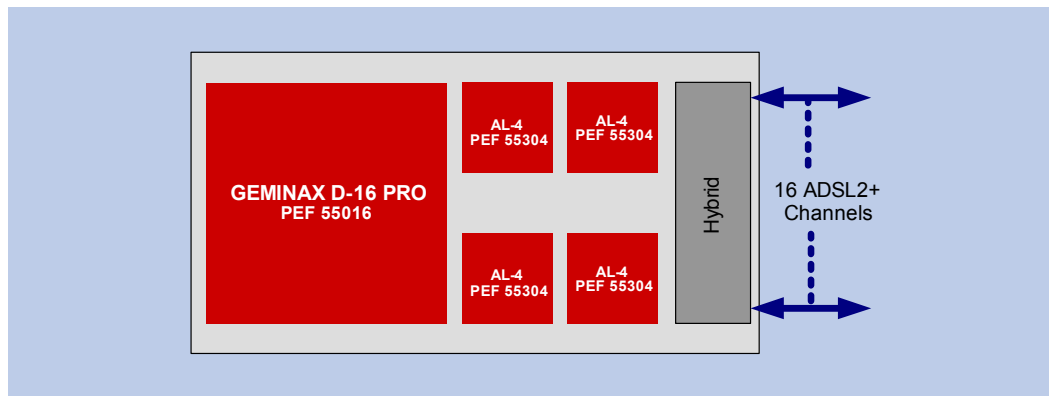 GEMINAX D-16 PRO
PEF 55016
AL-4
PEF 55304
AL-4
PEF 55304
AL-4
PEF 55304
AL-4
PEF 55304
Hybrid
16 ADSL2+
Channels